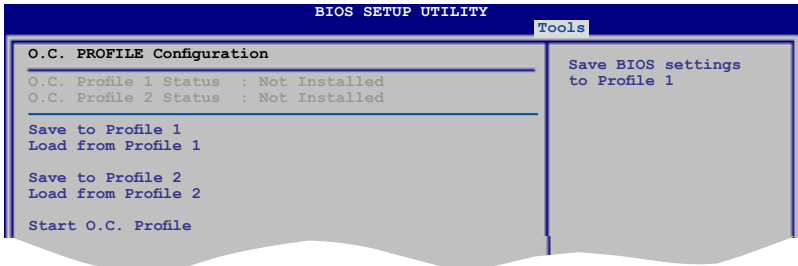 BIOS SETUP UTILITY
Tools
O.C. PROFILE Configuration
O.C. Profile 1 Status : Not Installed
O.C. Profile 2 Status : Not Installed
Save to Profile 1
Load from Profile 1
Save to Profile 2
Load from Profile 2
Start O.C. Profile
Save BIOS settings
to Profile 1